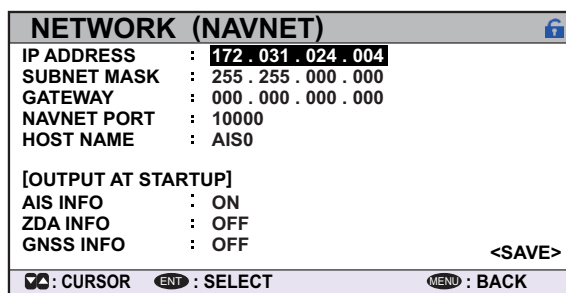 NETWORK (NAVNET)
IP ADDRESS : 172 . 031 . 024 . 004
SUBNET MASK : 255 . 255 . 000 . 000
GATEWAY : 000 . 000 . 000 . 000
NAVNET PORT : 10000
HOST NAME : AIS0
[OUTPUT AT STARTUP]
AIS INFO : ON
ZDA INFO : OFF
GNSS INFO : OFF
<SAVE>
▼▲ : CURSOR ENT : SELECT MENU : BACK